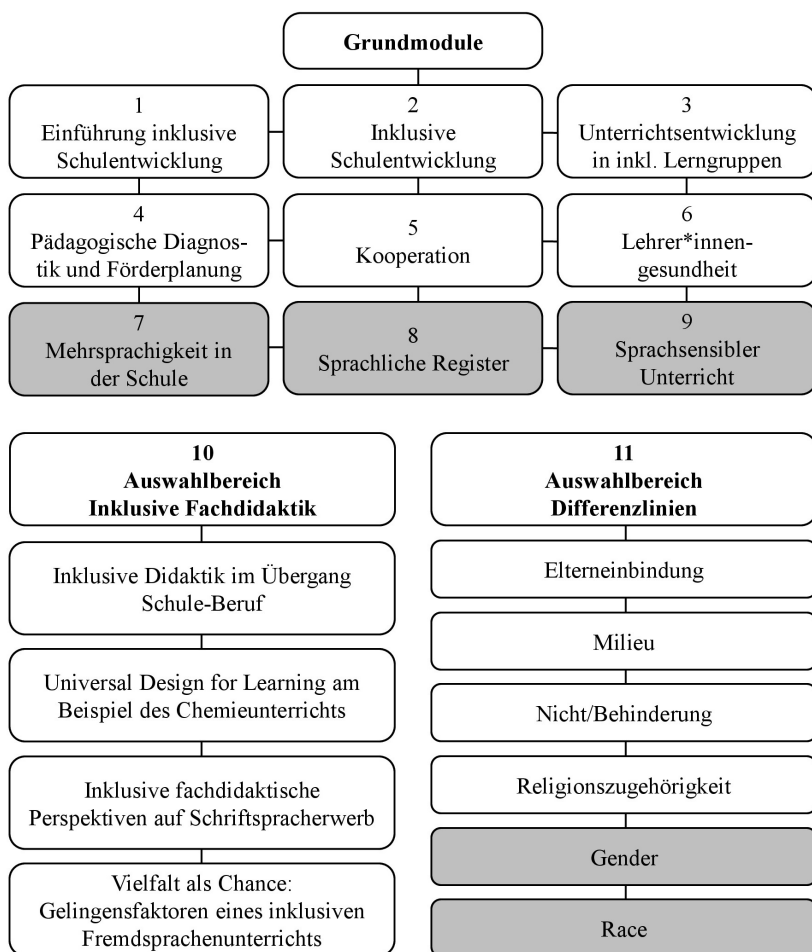 Grundmodule
1
Einführung inklusive
Schulentwicklung
2
Inklusive
Schulentwicklung
3
Unterrichtsentwicklung
in inkl. Lerngruppen
4
Pädagogische Diagnos-
tik und Förderplanung
5
Kooperation
6
Lehrer*innen-
gesundheit
7
Mehrsprachigkeit in
der Schule
8
Sprachliche Register
9
Sprachsensibler
Unterricht
10
Auswahlbereich
Inklusive Fachdidaktik
Inklusive Didaktik im Übergang
Schule-Beruf
Universal Design for Learning am
Beispiel des Chemieunterrichts
Inklusive fachdidaktische
Perspektiven auf Schriftspracherwerb
Vielfalt als Chance:
Gelingensfaktoren eines inklusiven
Fremdsprachenunterrichts
11
Auswahlbereich
Differenzlinien
Elterneinbindung
Milieu
Nicht/Behinderung
Religionszugehörigkeit
Gender
Race